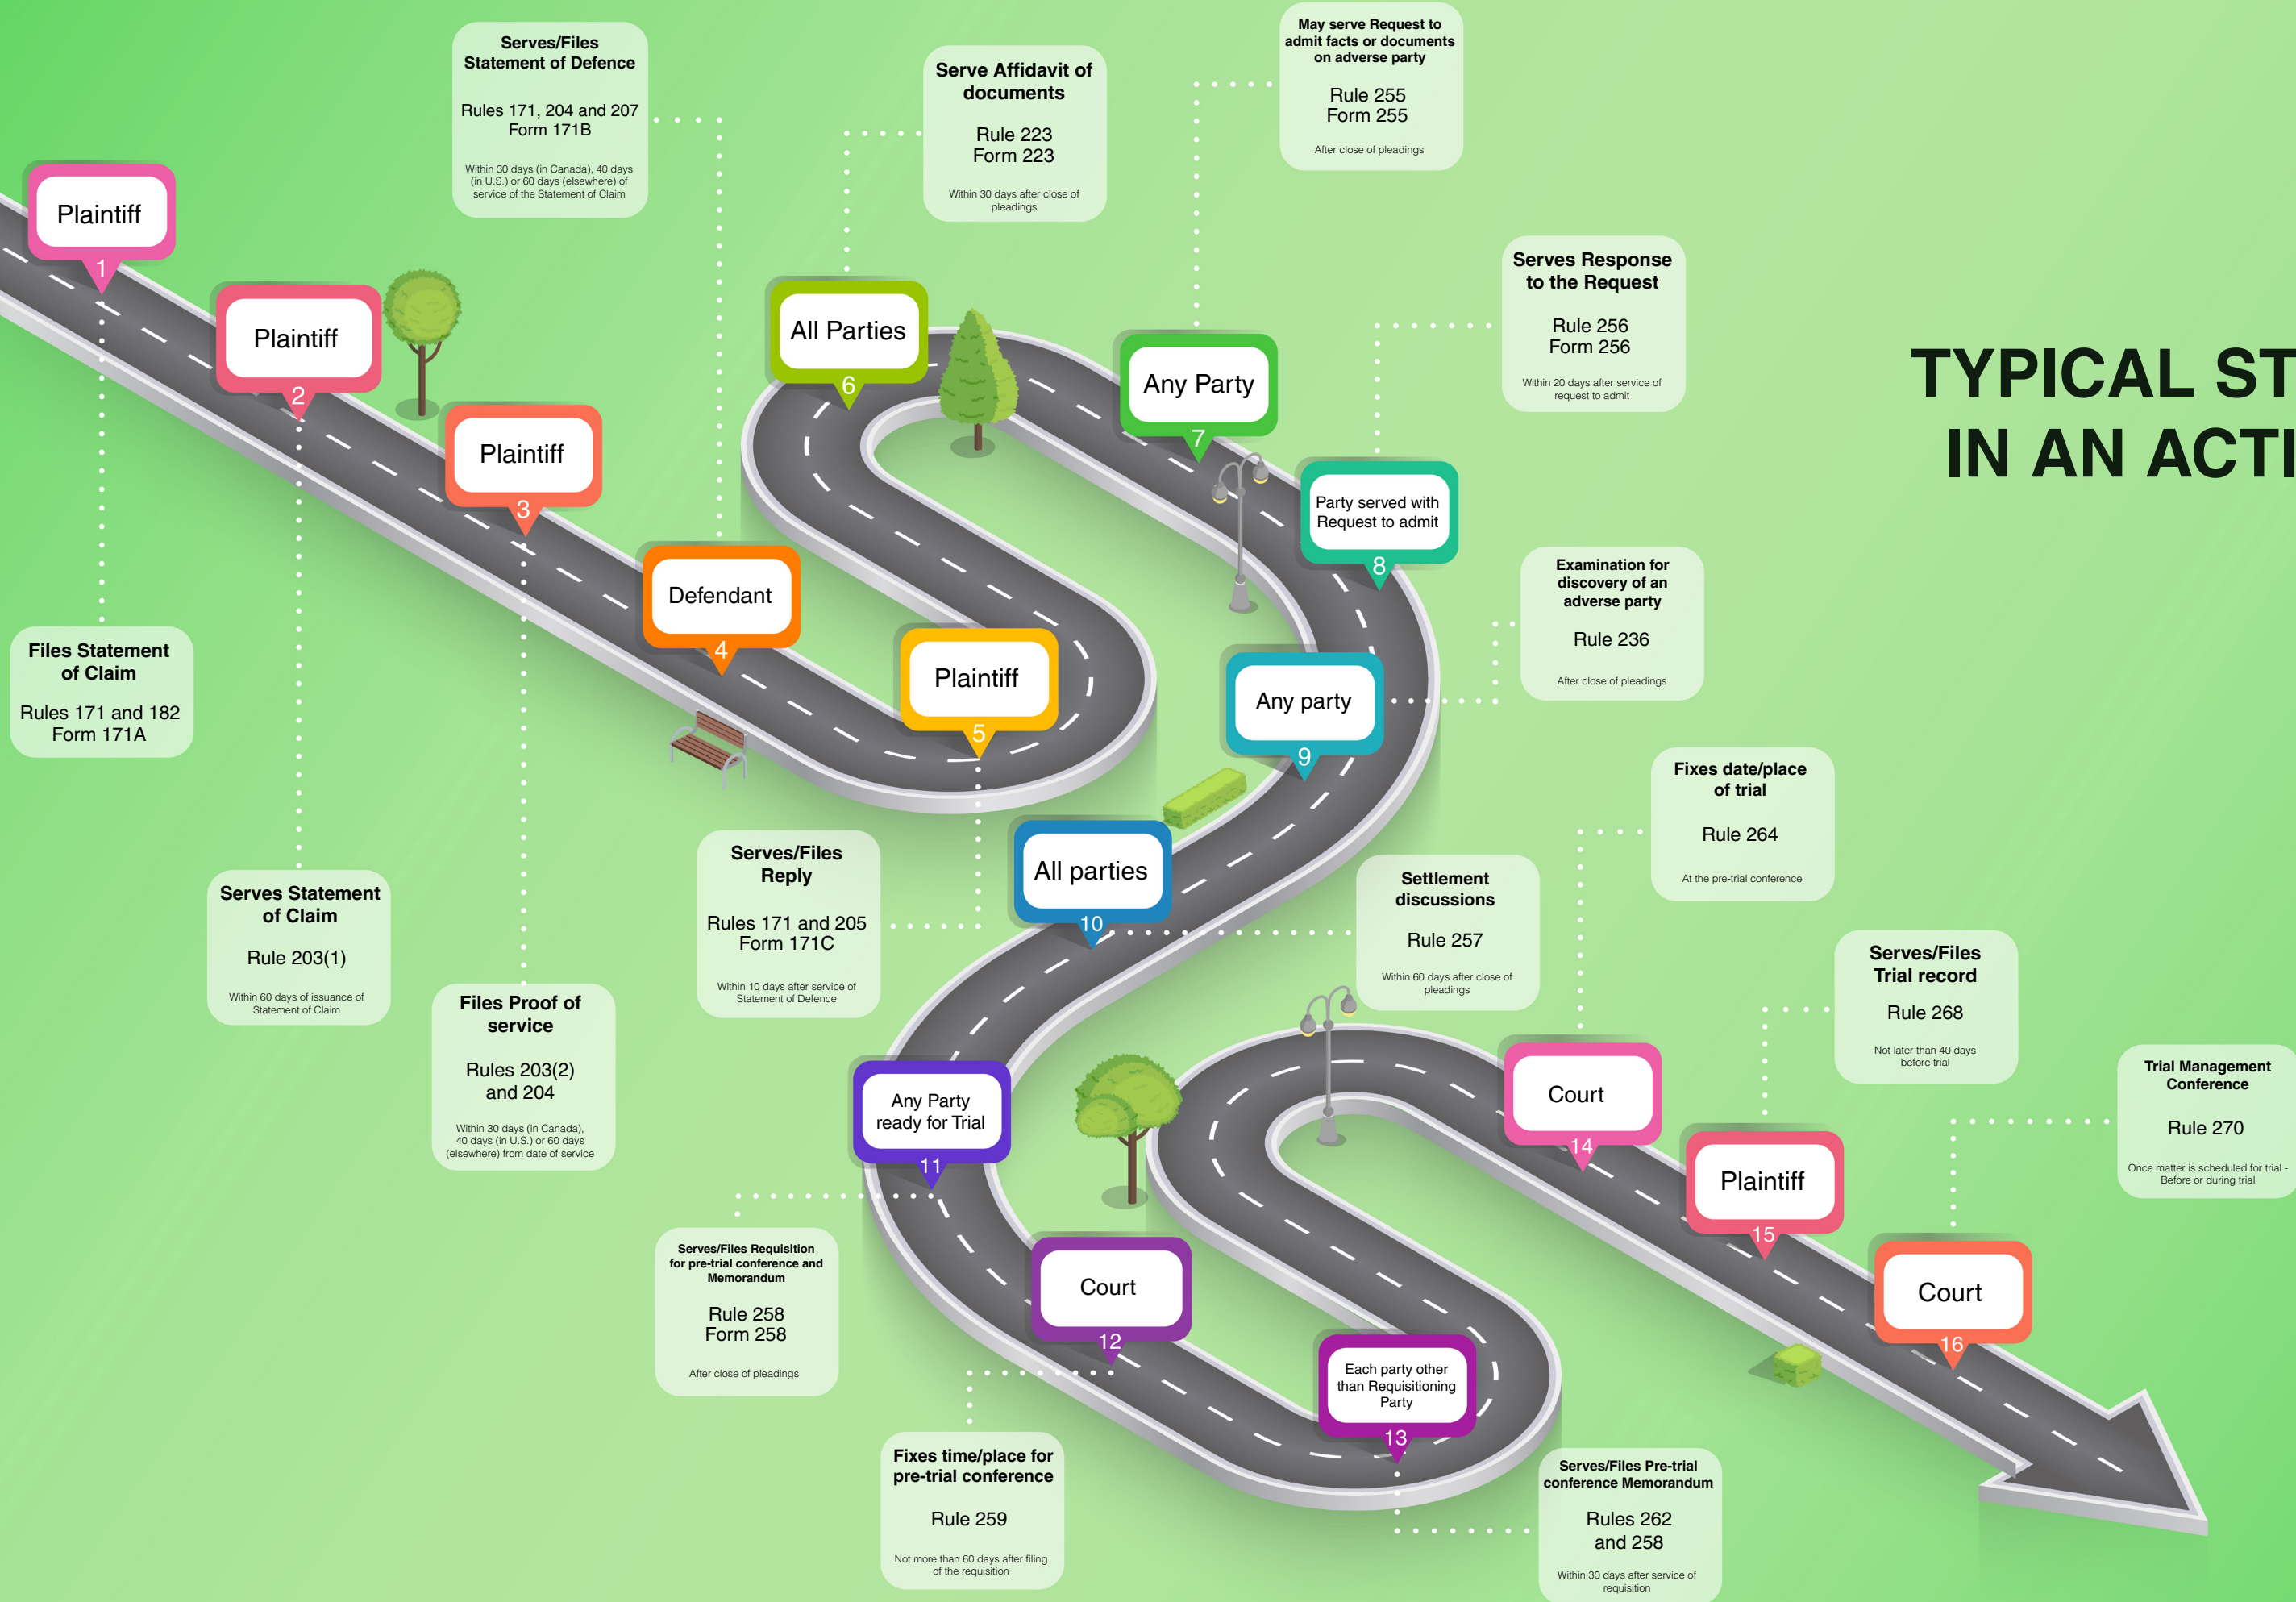 TYPICAL ST
IN AN ACTI
Plaintiff
1
Files Statement
of Claim
Rules 171 and 182
Form 171A
Plaintiff
2
Serves Statement
of Claim
Rule 203(1)
Within 60 days of issuance of
Statement of Claim
Plaintiff
3
Files Proof of
service
Rules 203(2)
and 204
Within 30 days (in Canada),
40 days (in U.S.) or 60 days
(elsewhere) from date of service
Defendant
4
Serves/Files
Statement of Defence
Rules 171, 204 and 207
Form 171B
Within 30 days (in Canada), 40 days
(in U.S.) or 60 days (elsewhere) of
service of the Statement of Claim
Plaintiff
5
Serves/Files
Reply
Rules 171 and 205
Form 171C
Within 10 days after service of
Statement of Defence
All Parties
6
Serve Affidavit of
documents
Rule 223
Form 223
Within 30 days after close of
pleadings
Any Party
7
May serve Request to
admit facts or documents
on adverse party
Rule 255
Form 255
After close of pleadings
Party served with
Request to admit
8
Serves Response
to the Request
Rule 256
Form 256
Within 20 days after service of
request to admit
Any party
9
Examination for
discovery of an
adverse party
Rule 236
After close of pleadings
All parties
10
Settlement
discussions
Rule 257
Within 60 days after close of
pleadings
Any Party
ready for Trial
11
Serves/Files Requisition
for pre-trial conference and
Memorandum
Rule 258
Form 258
After close of pleadings
Court
12
Fixes time/place for
pre-trial conference
Rule 259
Not more than 60 days after filing
of the requisition
Each party other
than Requisitioning
Party
13
Serves/Files Pre-trial
conference Memorandum
Rules 262
and 258
Within 30 days after service of
requisition
Court
14
Fixes date/place
of trial
Rule 264
At the pre-trial conference
Plaintiff
15
Serves/Files
Trial record
Rule 268
Not later than 40 days
before trial
Court
16
Trial Management
Conference
Rule 270
Once matter is scheduled for trial -
Before or during trial